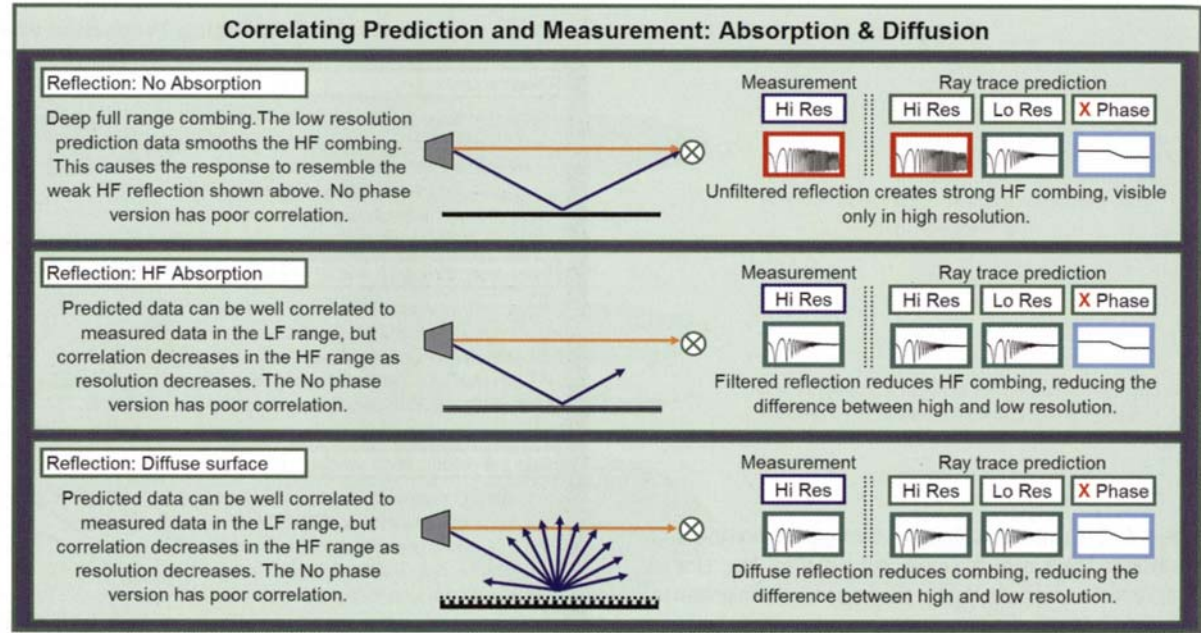 Correlating Prediction and Measurement: Absorption & Diffusion
Reflection: No Absorption
Deep full range combing. The low resolution
prediction data smooths the HF combing.
This causes the response to resemble the
weak HF reflection shown above. No phase
version has poor correlation.
Measurement
Ray trace prediction
Hi Res
Hi Res
Lo Res
X Phase
Unfiltered reflection creates strong HF combing, visible
only in high resolution.
Reflection: HF Absorption
Predicted data can be well correlated to
measured data in the LF range, but
correlation decreases in the HF range as
resolution decreases. The No phase
version has poor correlation.
Measurement
Ray trace prediction
Hi Res
Hi Res
Lo Res
X Phase
Filtered reflection reduces HF combing, reducing the
difference between high and low resolution.
Reflection: Diffuse surface
Predicted data can be well correlated to
measured data in the LF range, but
correlation decreases in the HF range as
resolution decreases. The No phase
version has poor correlation.
Measurement
Ray trace prediction
Hi Res
Hi Res
Lo Res
X Phase
Diffuse reflection reduces combing, reducing the
difference between high and low resolution.